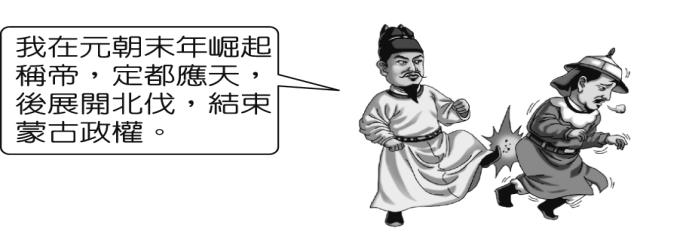 我在元朝末年崛起
稱帝，定都應天，
後展開北伐，結束
蒙古政權。